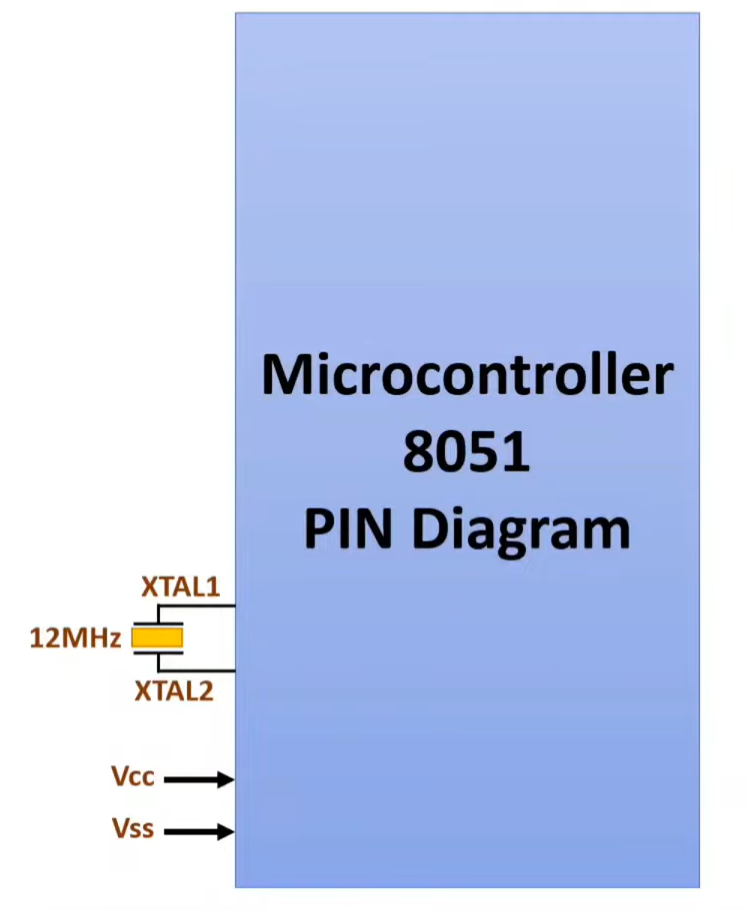 Microcontroller
8051
PIN Diagram
XTAL1
12MHz
XTAL2
Vcc
Vss